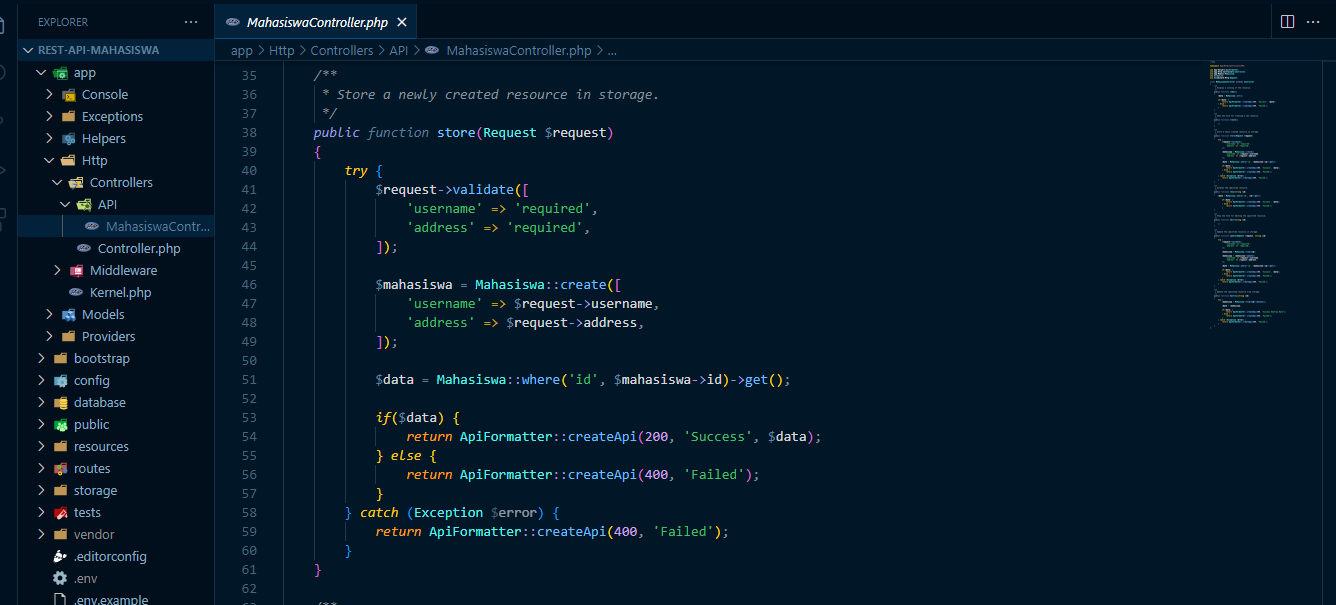 EXPLORER
REST-API-MAHASISWA
app
Console
Exceptions
Helpers
Http
Controllers
API
MahasiswaContr...
Controller.php
Middleware
Kernel.php
Models
Providers
bootstrap
config
database
public
resources
routes
storage
tests
vendor
.editorconfig
.env
.env.example
MahasiswaController.php
app > Http > Controllers > API > MahasiswaController.php > ...
35 /**
36 * Store a newly created resource in storage.
37 */
38 public function store(Request $request)
39 {
40 try {
41 $request->validate([
42 'username' => 'required',
43 'address' => 'required',
44 ]);
45
46 $mahasiswa = Mahasiswa::create([
47 'username' => $request->username,
48 'address' => $request->address,
49 ]);
50
51 $data = Mahasiswa::where('id', $mahasiswa->id)->get();
52
53 if($data) {
54 return ApiFormatter::createApi(200, 'Success', $data);
55 } else {
56 return ApiFormatter::createApi(400, 'Failed');
57 }
58 } catch (Exception $error) {
59 return ApiFormatter::createApi(400, 'Failed');
60 }
61 }
62
/**